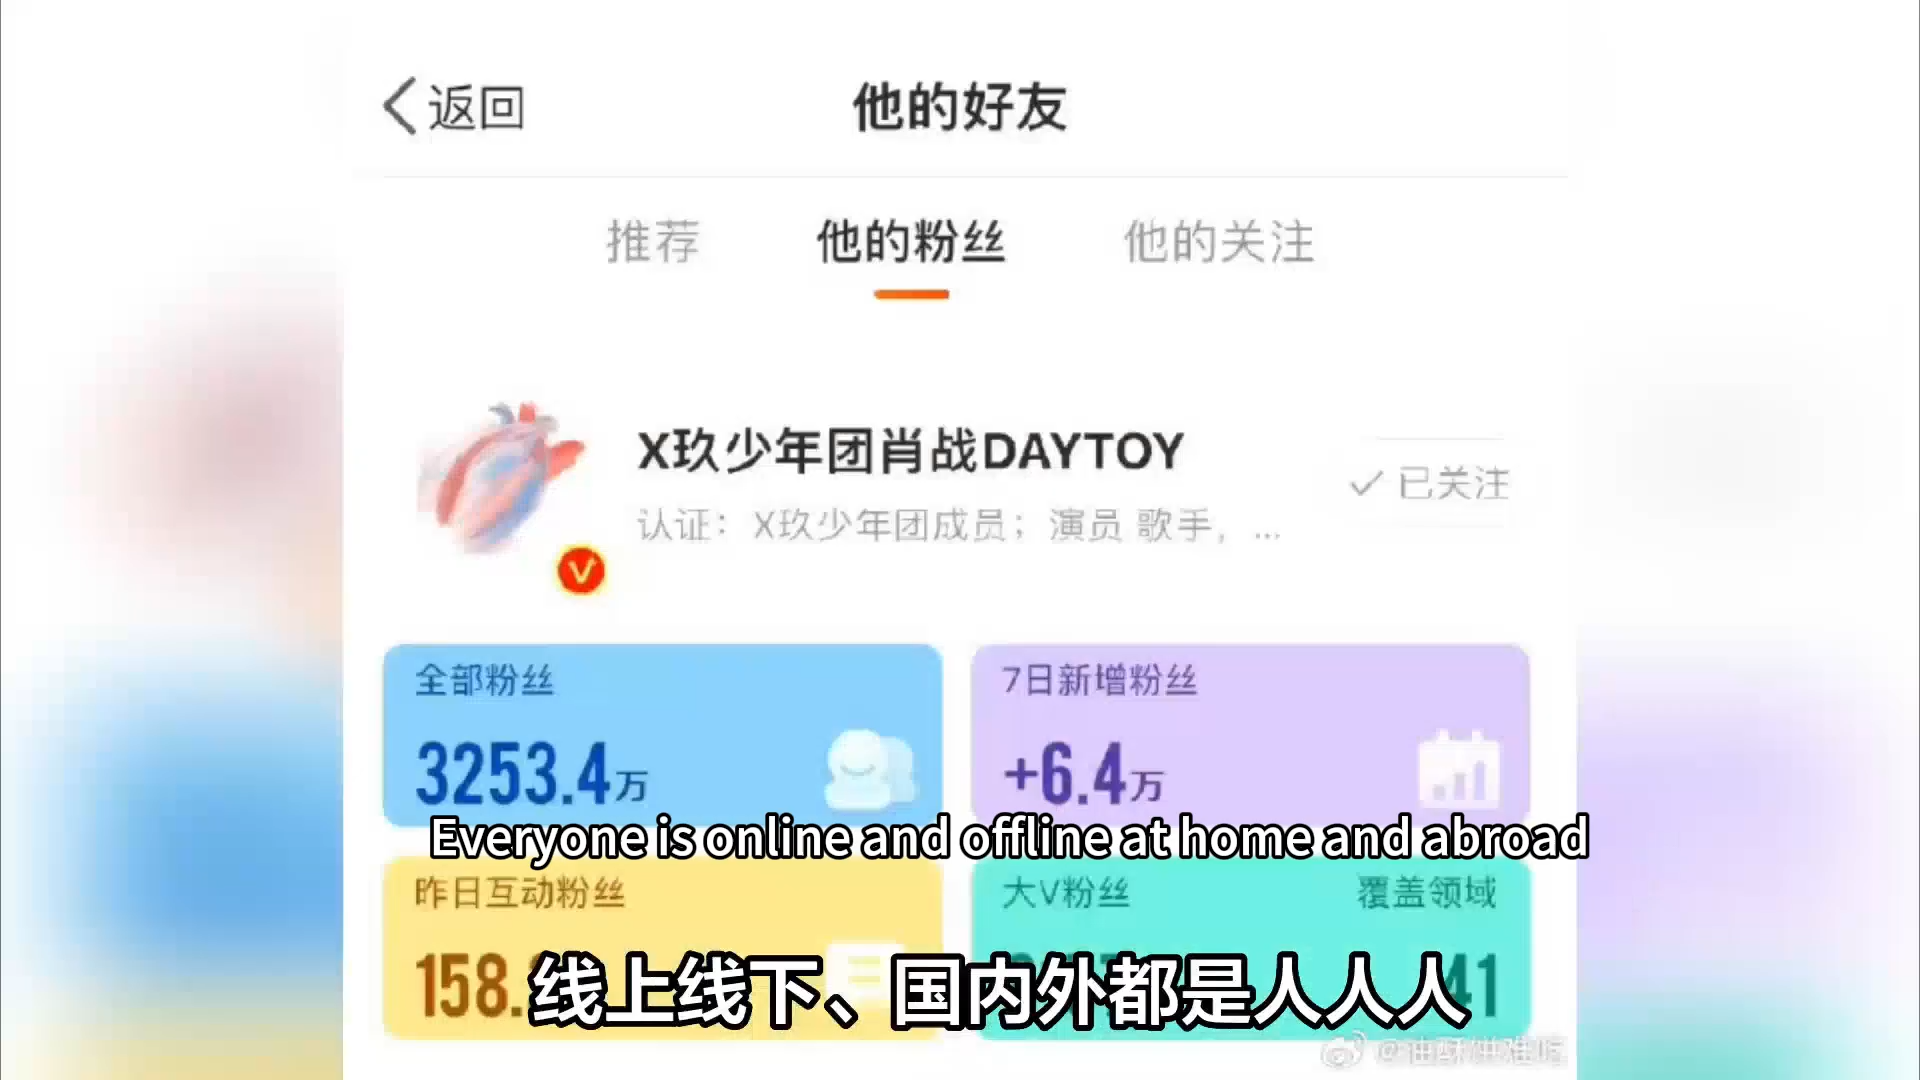 返回
他的好友
推荐 他的粉丝 他的关注
X玖少年团肖战DAYTOY
已关注
认证：X玖少年团成员；演员 歌手，...
全部粉丝
3253.4万
7日新增粉丝
+6.4万
Everyone is online and offline at home and abroad
昨日互动粉丝
158.
大V粉丝 覆盖领域
41
线上线下、国内外都是人人人